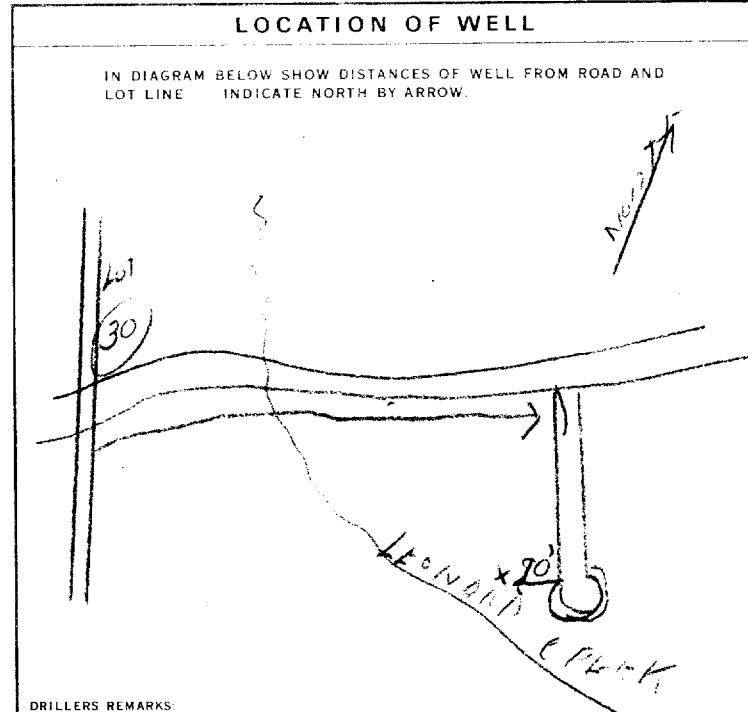 LOCATION OF WELL
IN DIAGRAM BELOW SHOW DISTANCES OF WELL FROM ROAD AND
LOT LINE INDICATE NORTH BY ARROW.
NORTH
LOT
30
LEONARD CREEK
DRILLERS REMARKS: